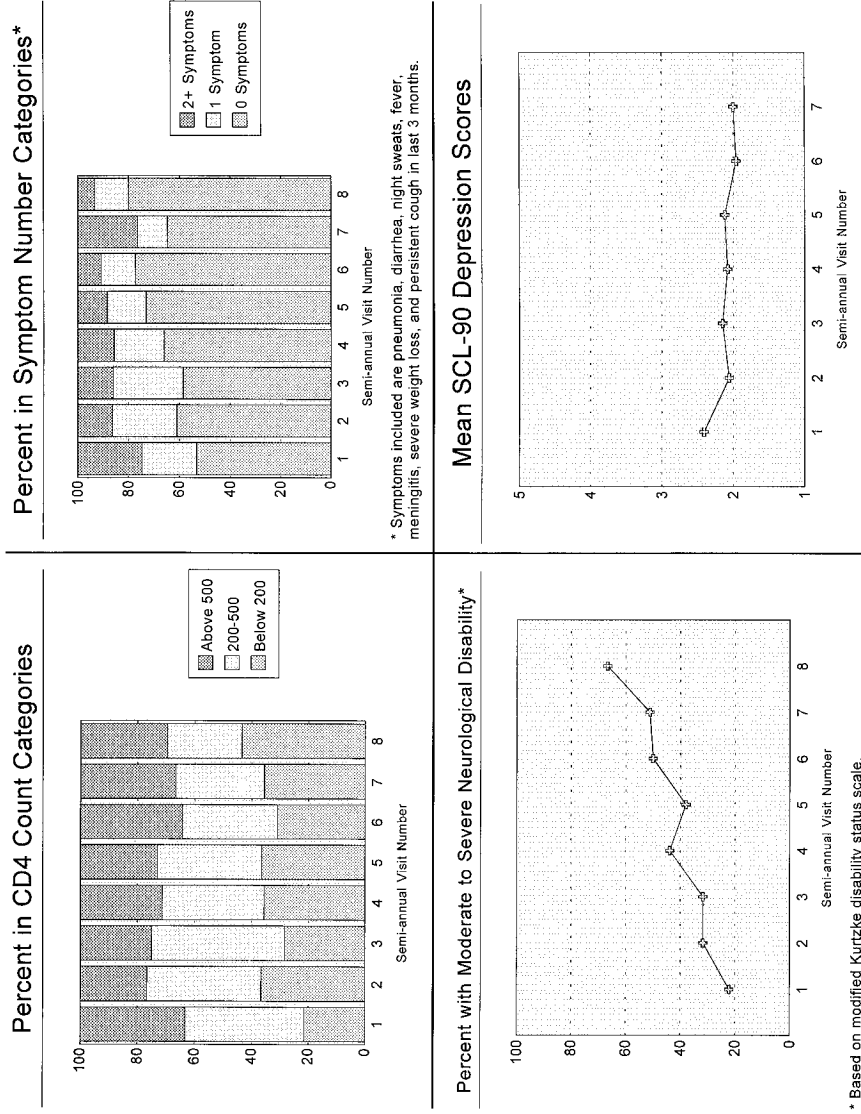 Percent in CD4 Count Categories
100
80
60
40
20
0
1 2 3 4 5 6 7 8
Semi-annual Visit Number
Above 500
200-500
Below 200
Percent in Symptom Number Categories*
100
80
60
40
20
0
1 2 3 4 5 6 7 8
Semi-annual Visit Number
2+ Symptoms
1 Symptom
0 Symptoms
* Symptoms included are pneumonia, diarrhea, night sweats, fever,
meningitis, severe weight loss, and persistent cough in last 3 months.
Percent with Moderate to Severe Neurological Disability*
100
80
60
40
20
0
1 2 3 4 5 6 7 8
Semi-annual Visit Number
* Based on modified Kurtzke disability status scale.
Mean SCL-90 Depression Scores
5
4
3
2
1
1 2 3 4 5 6 7
Semi-annual Visit Number